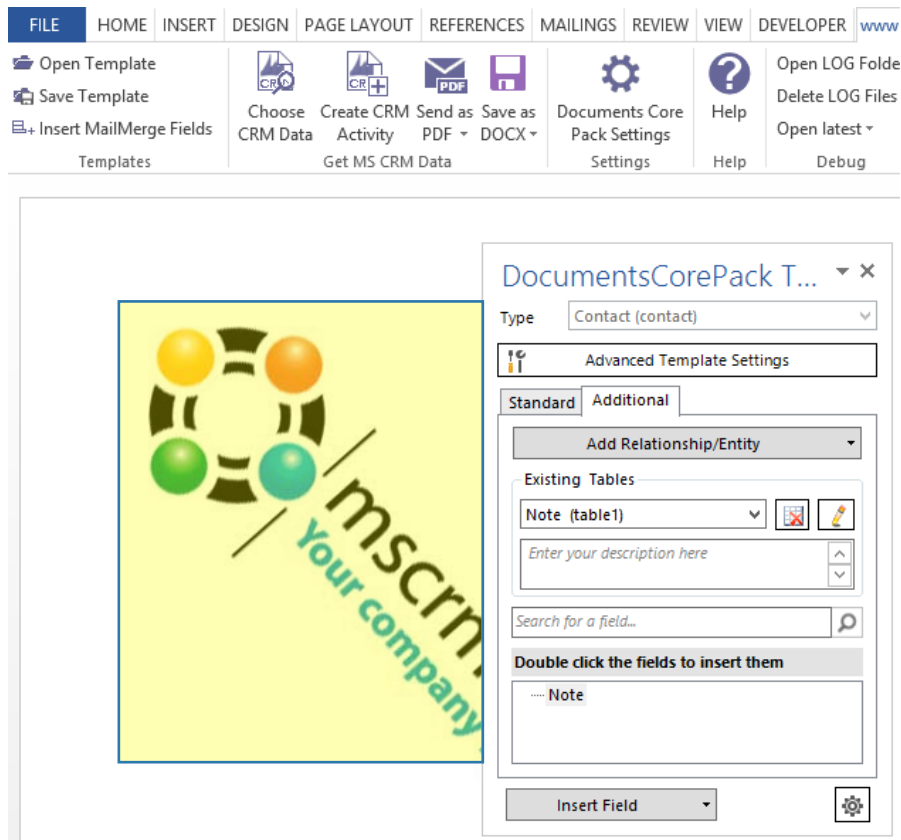 FILE HOME INSERT DESIGN PAGE LAYOUT REFERENCES MAILINGS REVIEW VIEW DEVELOPER www
Open Template
Save Template
Insert MailMerge Fields
Templates
CRM
Choose
CRM Data
CR
Create CRM
Activity
PDF
Send as
PDF
Save as
DOCX
Get MS CRM Data
Documents Core
Pack Settings
Settings
?
Help
Help
Open LOG Folde
Delete LOG Files
Open latest
Debug
mscrm
Your company
DocumentsCorePack T...
Type Contact (contact)
Advanced Template Settings
Standard Additional
Add Relationship/Entity
Existing Tables
Note (table1)
Enter your description here
Search for a field...
Double click the fields to insert them
Note
Insert Field